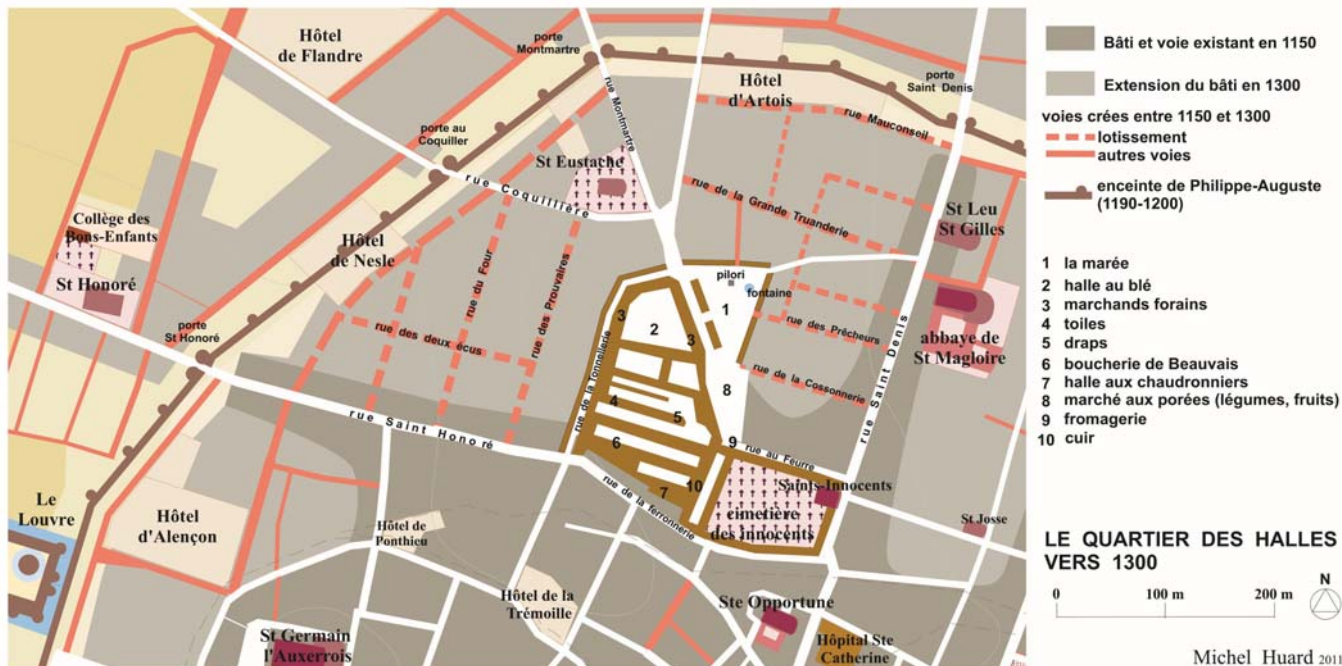 Hôtel
de Flandre
porte
Montmartre
rue Montmartre
Hôtel
d'Artois
porte
Saint Denis
rue Mauconseil
porte au
Coquiller
St Eustache
rue Coquillière
rue de la Grande Truanderie
St Leu
St Gilles
Collège des
Bons-Enfants
St Honoré
Hôtel
de Nesle
rue du Four
rue des Prouvaires
pilori
fontaine
1
2
3
3
porte
St Honoré
rue des deux écus
rue de la Tonnellerie
rue des Prêcheurs
rue Saint Denis
abbaye de
St Magloire
rue de la Cossonnerie
8
4
5
6
9
rue Saint Honoré
rue au Feurre
10
7
Saints-Innocents
cimetière
des innocents
rue de la ferronnerie
Le
Louvre
Hôtel
d'Alençon
Hôtel de
Ponthieu
St Josse
Hôtel de la
Trémoille
Ste Opportune
St Germain
l'Auxerrois
Hôpital Ste
Catherine
Bâti et voie existant en 1150
Extension du bâti en 1300
voies crées entre 1150 et 1300
lotissement
autres voies
enceinte de Philippe-Auguste
(1190-1200)
1 la marée
2 halle au blé
3 marchands forains
4 toiles
5 draps
6 boucherie de Beauvais
7 halle aux chaudronniers
8 marché aux porées (légumes, fruits)
9 fromagerie
10 cuir
LE QUARTIER DES HALLES
VERS 1300
N
0 100 m 200 m
Michel Huard 2011